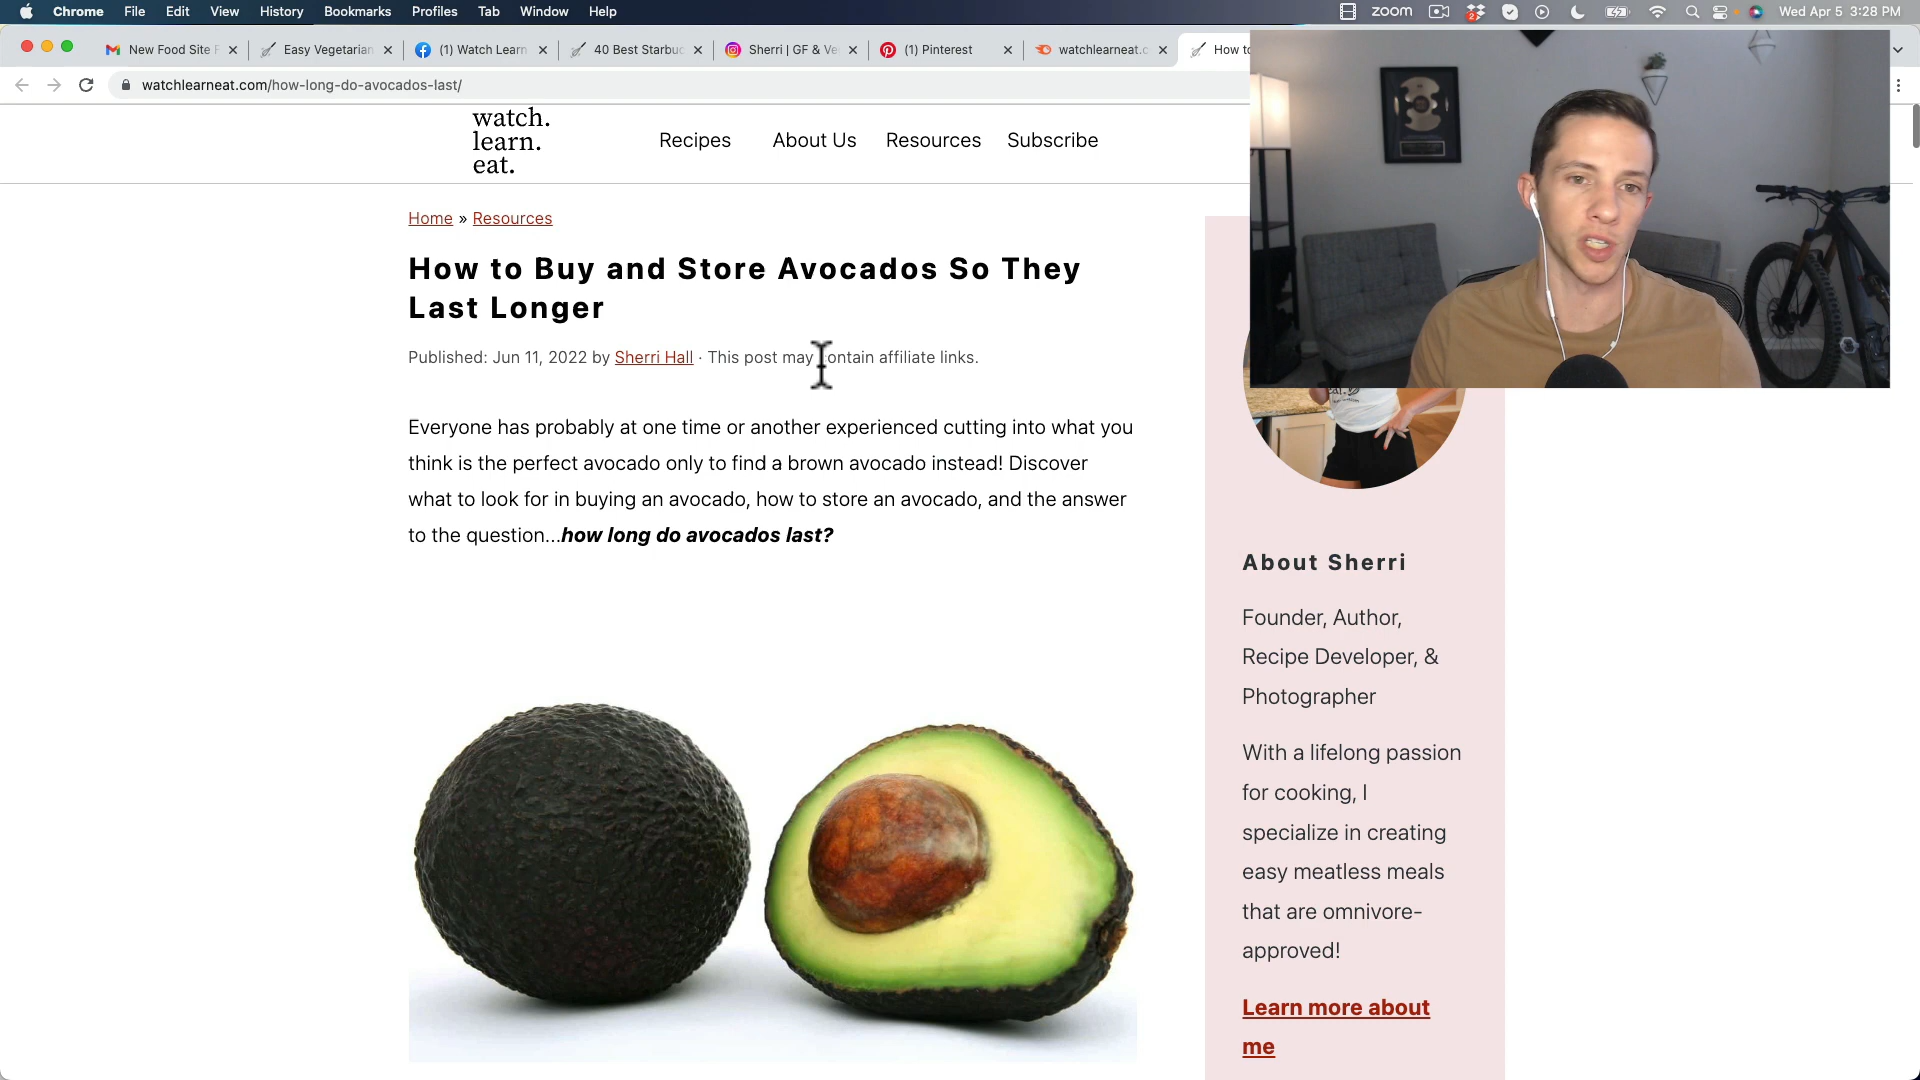 Chrome File Edit View History Bookmarks Profiles Tab Window Help
zoom
2
Wed Apr 5 3:28 PM
New Food Site F
Easy Vegetarian
(1) Watch Learn
40 Best Starbuc
Sherri | GF & Ve
(1) Pinterest
watchlearneat.c
How to
watchlearneat.com/how-long-do-avocados-last/
watch.
learn.
eat.
Recipes About Us Resources Subscribe
Home » Resources
How to Buy and Store Avocados So They
Last Longer
Published: Jun 11, 2022 by Sherri Hall · This post may contain affiliate links.
Everyone has probably at one time or another experienced cutting into what you
think is the perfect avocado only to find a brown avocado instead! Discover
what to look for in buying an avocado, how to store an avocado, and the answer
to the question...how long do avocados last?
About Sherri
Founder, Author,
Recipe Developer, &
Photographer
With a lifelong passion
for cooking, I
specialize in creating
easy meatless meals
that are omnivore-
approved!
Learn more about
me